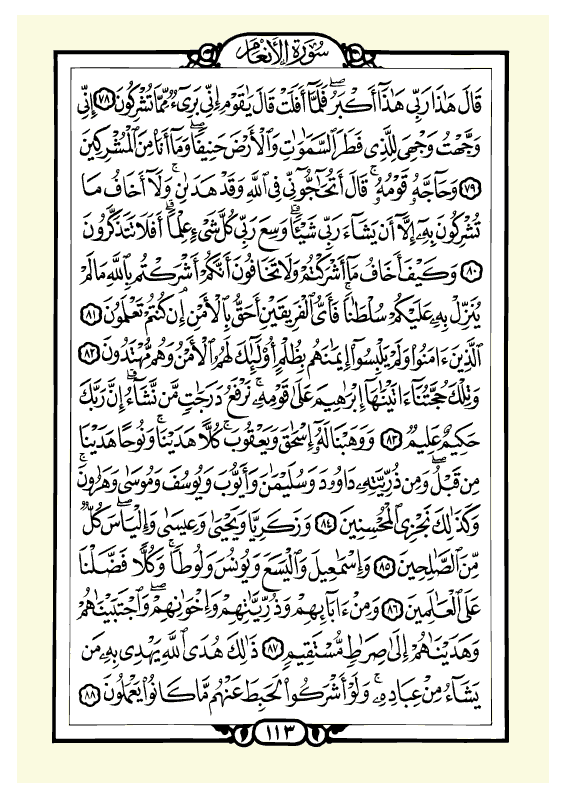 سُورَةُ الأَنْعَامِ
قَالَ هَٰذَا رَبِّي هَٰذَآ أَكْبَرُ ۖ فَلَمَّآ أَفَلَتْ قَالَ يَٰقَوْمِ إِنِّي بَرِيٓءٌ مِّمَّا تُشْرِكُونَ ٧٨ إِنِّي
وَجَّهْتُ وَجْهِيَ لِلَّذِي فَطَرَ ٱلسَّمَٰوَٰتِ وَٱلْأَرْضَ حَنِيفًا ۖ وَمَآ أَنَا۠ مِنَ ٱلْمُشْرِكِينَ
٧٩ وَحَآجَّهُۥ قَوْمُهُۥ ۚ قَالَ أَتُحَٰٓجُّوٓنِّي فِي ٱللَّهِ وَقَدْ هَدَىٰنِ ۚ وَلَآ أَخَافُ مَا
تُشْرِكُونَ بِهِۦٓ إِلَّآ أَن يَشَآءَ رَبِّي شَيْـًٔا ۗ وَسِعَ رَبِّي كُلَّ شَيْءٍ عِلْمًا ۗ أَفَلَا تَتَذَكَّرُونَ
٨٠ وَكَيْفَ أَخَافُ مَآ أَشْرَكْتُمْ وَلَا تَخَافُونَ أَنَّكُمْ أَشْرَكْتُم بِٱللَّهِ مَا لَمْ
يُنَزِّلْ بِهِۦ عَلَيْكُمْ سُلْطَٰنًا ۚ فَأَيُّ ٱلْفَرِيقَيْنِ أَحَقُّ بِٱلْأَمْنِ ۖ إِن كُنتُمْ تَعْلَمُونَ ٨١
ٱلَّذِينَ ءَامَنُوا۟ وَلَمْ يَلْبِسُوٓا۟ إِيمَٰنَهُم بِظُلْمٍ أُو۟لَٰٓئِكَ لَهُمُ ٱلْأَمْنُ وَهُم مُّهْتَدُونَ ٨٢
وَتِلْكَ حُجَّتُنَآ ءَاتَيْنَٰهَآ إِبْرَٰهِيمَ عَلَىٰ قَوْمِهِۦ ۚ نَرْفَعُ دَرَجَٰتٍ مَّن نَّشَآءُ ۗ إِنَّ رَبَّكَ
حَكِيمٌ عَلِيمٌ ٨٣ وَوَهَبْنَا لَهُۥٓ إِسْحَٰقَ وَيَعْقُوبَ ۚ كُلًّا هَدَيْنَا ۚ وَنُوحًا هَدَيْنَا
مِن قَبْلُ ۖ وَمِن ذُرِّيَّتِهِۦ دَاوُۥدَ وَسُلَيْمَٰنَ وَأَيُّوبَ وَيُوسُفَ وَمُوسَىٰ وَهَٰرُونَ ۚ
وَكَذَٰلِكَ نَجْزِي ٱلْمُحْسِنِينَ ٨٤ وَزَكَرِيَّا وَيَحْيَىٰ وَعِيسَىٰ وَإِلْيَاسَ ۖ كُلٌّ
مِّنَ ٱلصَّٰلِحِينَ ٨٥ وَإِسْمَٰعِيلَ وَٱلْيَسَعَ وَيُونُسَ وَلُوطًا ۚ وَكُلًّا فَضَّلْنَا
عَلَى ٱلْعَٰلَمِينَ ٨٦ وَمِنْ ءَابَآئِهِمْ وَذُرِّيَّٰتِهِمْ وَإِخْوَٰنِهِمْ ۖ وَٱجْتَبَيْنَٰهُمْ
وَهَدَيْنَٰهُمْ إِلَىٰ صِرَٰطٍ مُّسْتَقِيمٍ ٨٧ ذَٰلِكَ هُدَى ٱللَّهِ يَهْدِي بِهِۦ مَن
يَشَآءُ مِنْ عِبَادِهِۦ ۚ وَلَوْ أَشْرَكُوا۟ لَحَبِطَ عَنْهُم مَّا كَانُوا۟ يَعْمَلُونَ ٨٨
١١٣